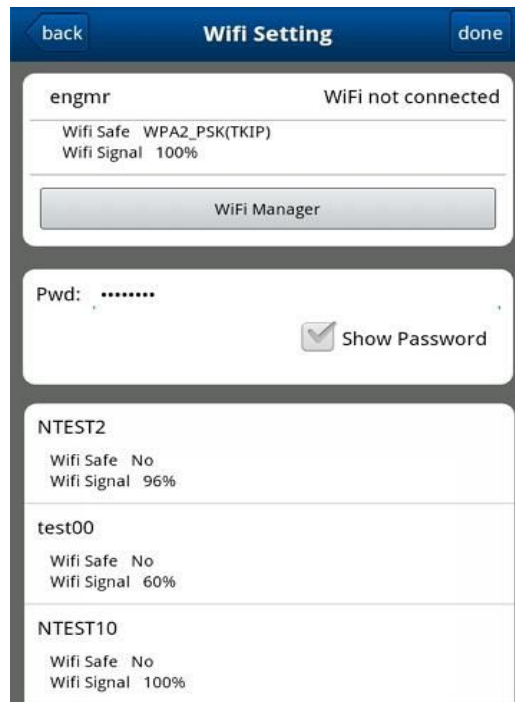 back Wifi Setting done
engmr WiFi not connected
Wifi Safe WPA2_PSK(TKIP)
Wifi Signal 100%
WiFi Manager
Pwd: ••••••••
Show Password
NTEST2
Wifi Safe No
Wifi Signal 96%
test00
Wifi Safe No
Wifi Signal 60%
NTEST10
Wifi Safe No
Wifi Signal 100%